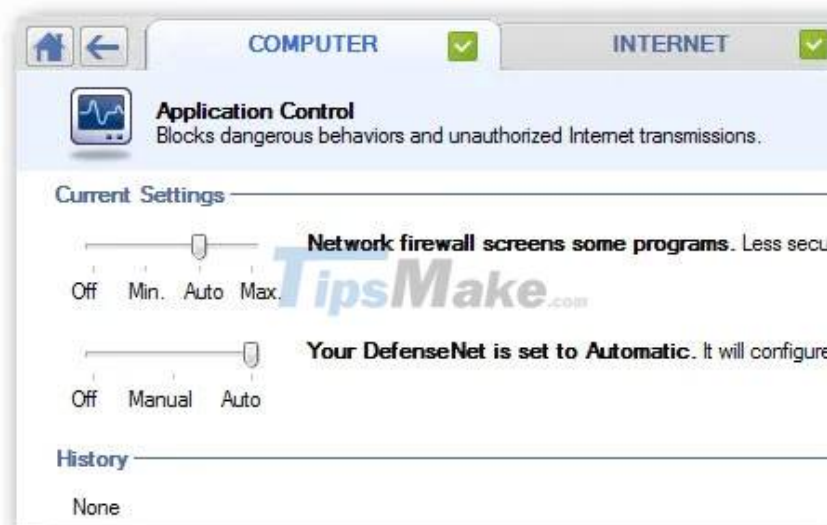 COMPUTER
INTERNET
Application Control
Blocks dangerous behaviors and unauthorized Internet transmissions.
Current Settings
Network firewall screens some programs. Less secu
Off Min. Auto Max.
TipsMake.com
Your DefenseNet is set to Automatic. It will configure
Off Manual Auto
History
None